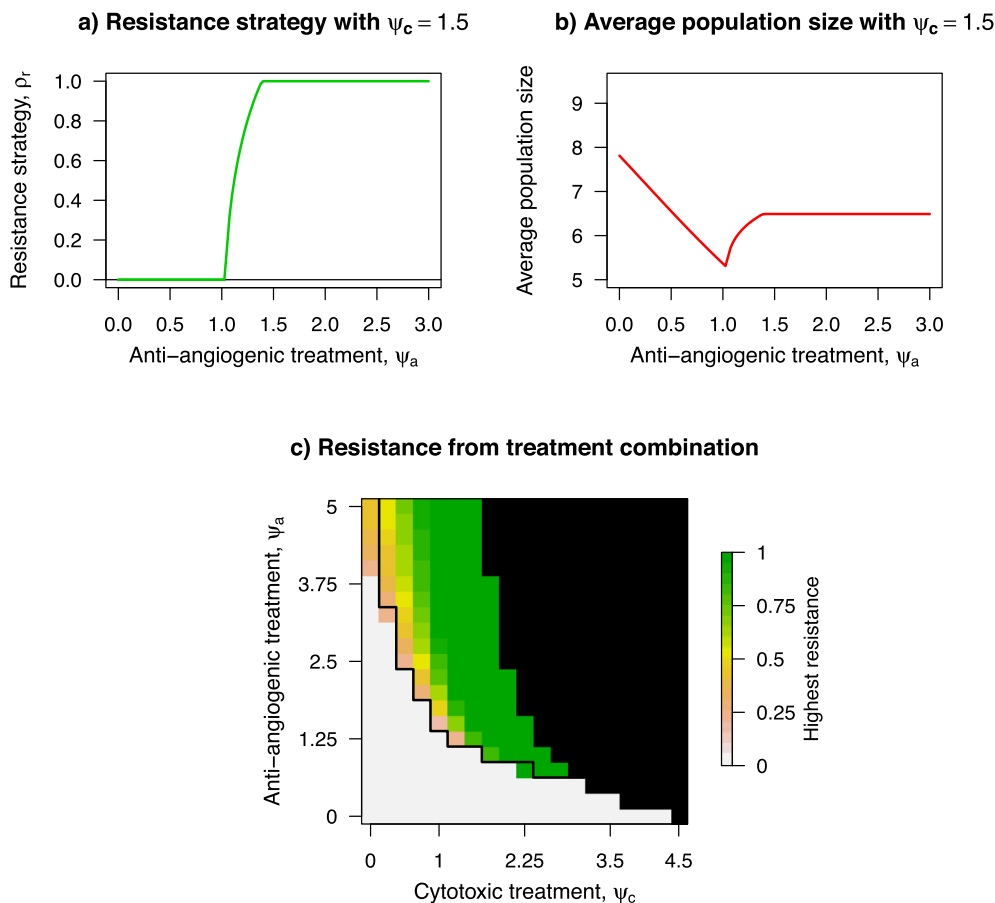 a) Resistance strategy with ψc = 1.5
Resistance strategy, ρr
1.0
0.8
0.6
0.4
0.2
0.0
0.0 0.5 1.0 1.5 2.0 2.5 3.0
Anti−angiogenic treatment, ψa
b) Average population size with ψc = 1.5
Average population size
9
8
7
6
5
0.0 0.5 1.0 1.5 2.0 2.5 3.0
Anti−angiogenic treatment, ψa
c) Resistance from treatment combination
Anti−angiogenic treatment, ψa
5
3.75
2.5
1.25
0
0 1 2.25 3.5 4.5
Cytotoxic treatment, ψc
1
0.75
0.5
0.25
0
Highest resistance